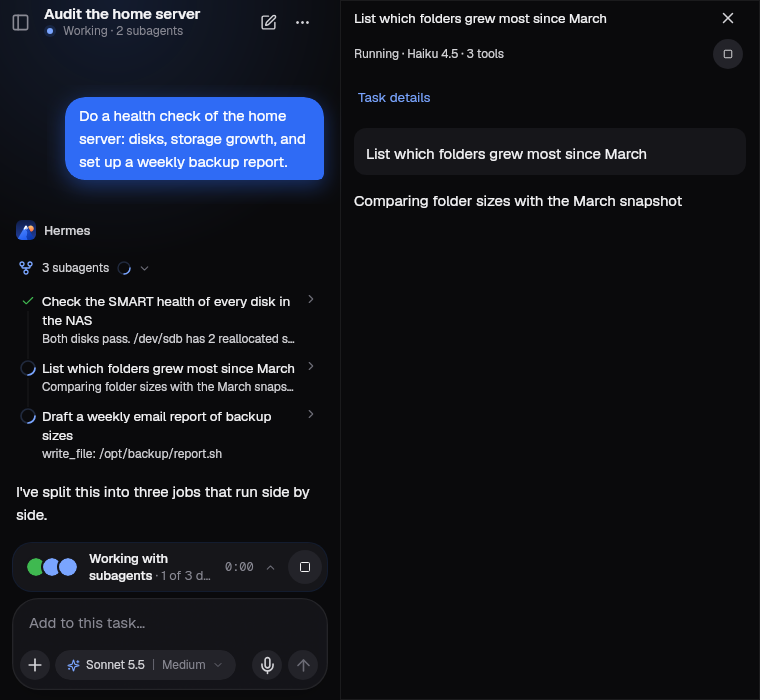 Audit the home server
Working · 2 subagents
Do a health check of the home
server: disks, storage growth, and
set up a weekly backup report.
Hermes
3 subagents
Check the SMART health of every disk in
the NAS
Both disks pass. /dev/sdb has 2 reallocated s...
List which folders grew most since March
Comparing folder sizes with the March snaps...
Draft a weekly email report of backup
sizes
write_file: /opt/backup/report.sh
I've split this into three jobs that run side by
side.
Working with
subagents · 1 of 3 d...
0:00
Add to this task...
Sonnet 5.5 | Medium
List which folders grew most since March
Running · Haiku 4.5 · 3 tools
Task details
List which folders grew most since March
Comparing folder sizes with the March snapshot